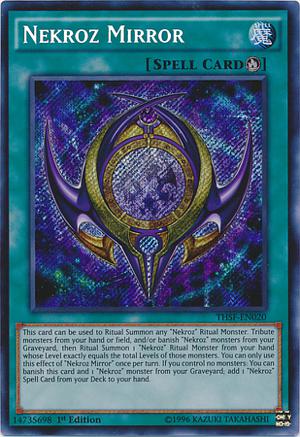 NEKROZ MIRROR
魔
[SPELL CARD]
THSF-EN020
This card can be used to Ritual Summon any "Nekroz" Ritual Monster. Tribute
monsters from your hand or field, and/or banish "Nekroz" monsters from your
Graveyard, then Ritual Summon 1 "Nekroz" Ritual Monster from your hand
whose Level exactly equals the total Levels of those monsters. You can only use
this effect of "Nekroz Mirror" once per turn. If you control no monsters: You can
banish this card and 1 "Nekroz" monster from your Graveyard; add 1 "Nekroz"
Spell Card from your Deck to your hand.
14735698 1st Edition ©1996 KAZUKI TAKAHASHI